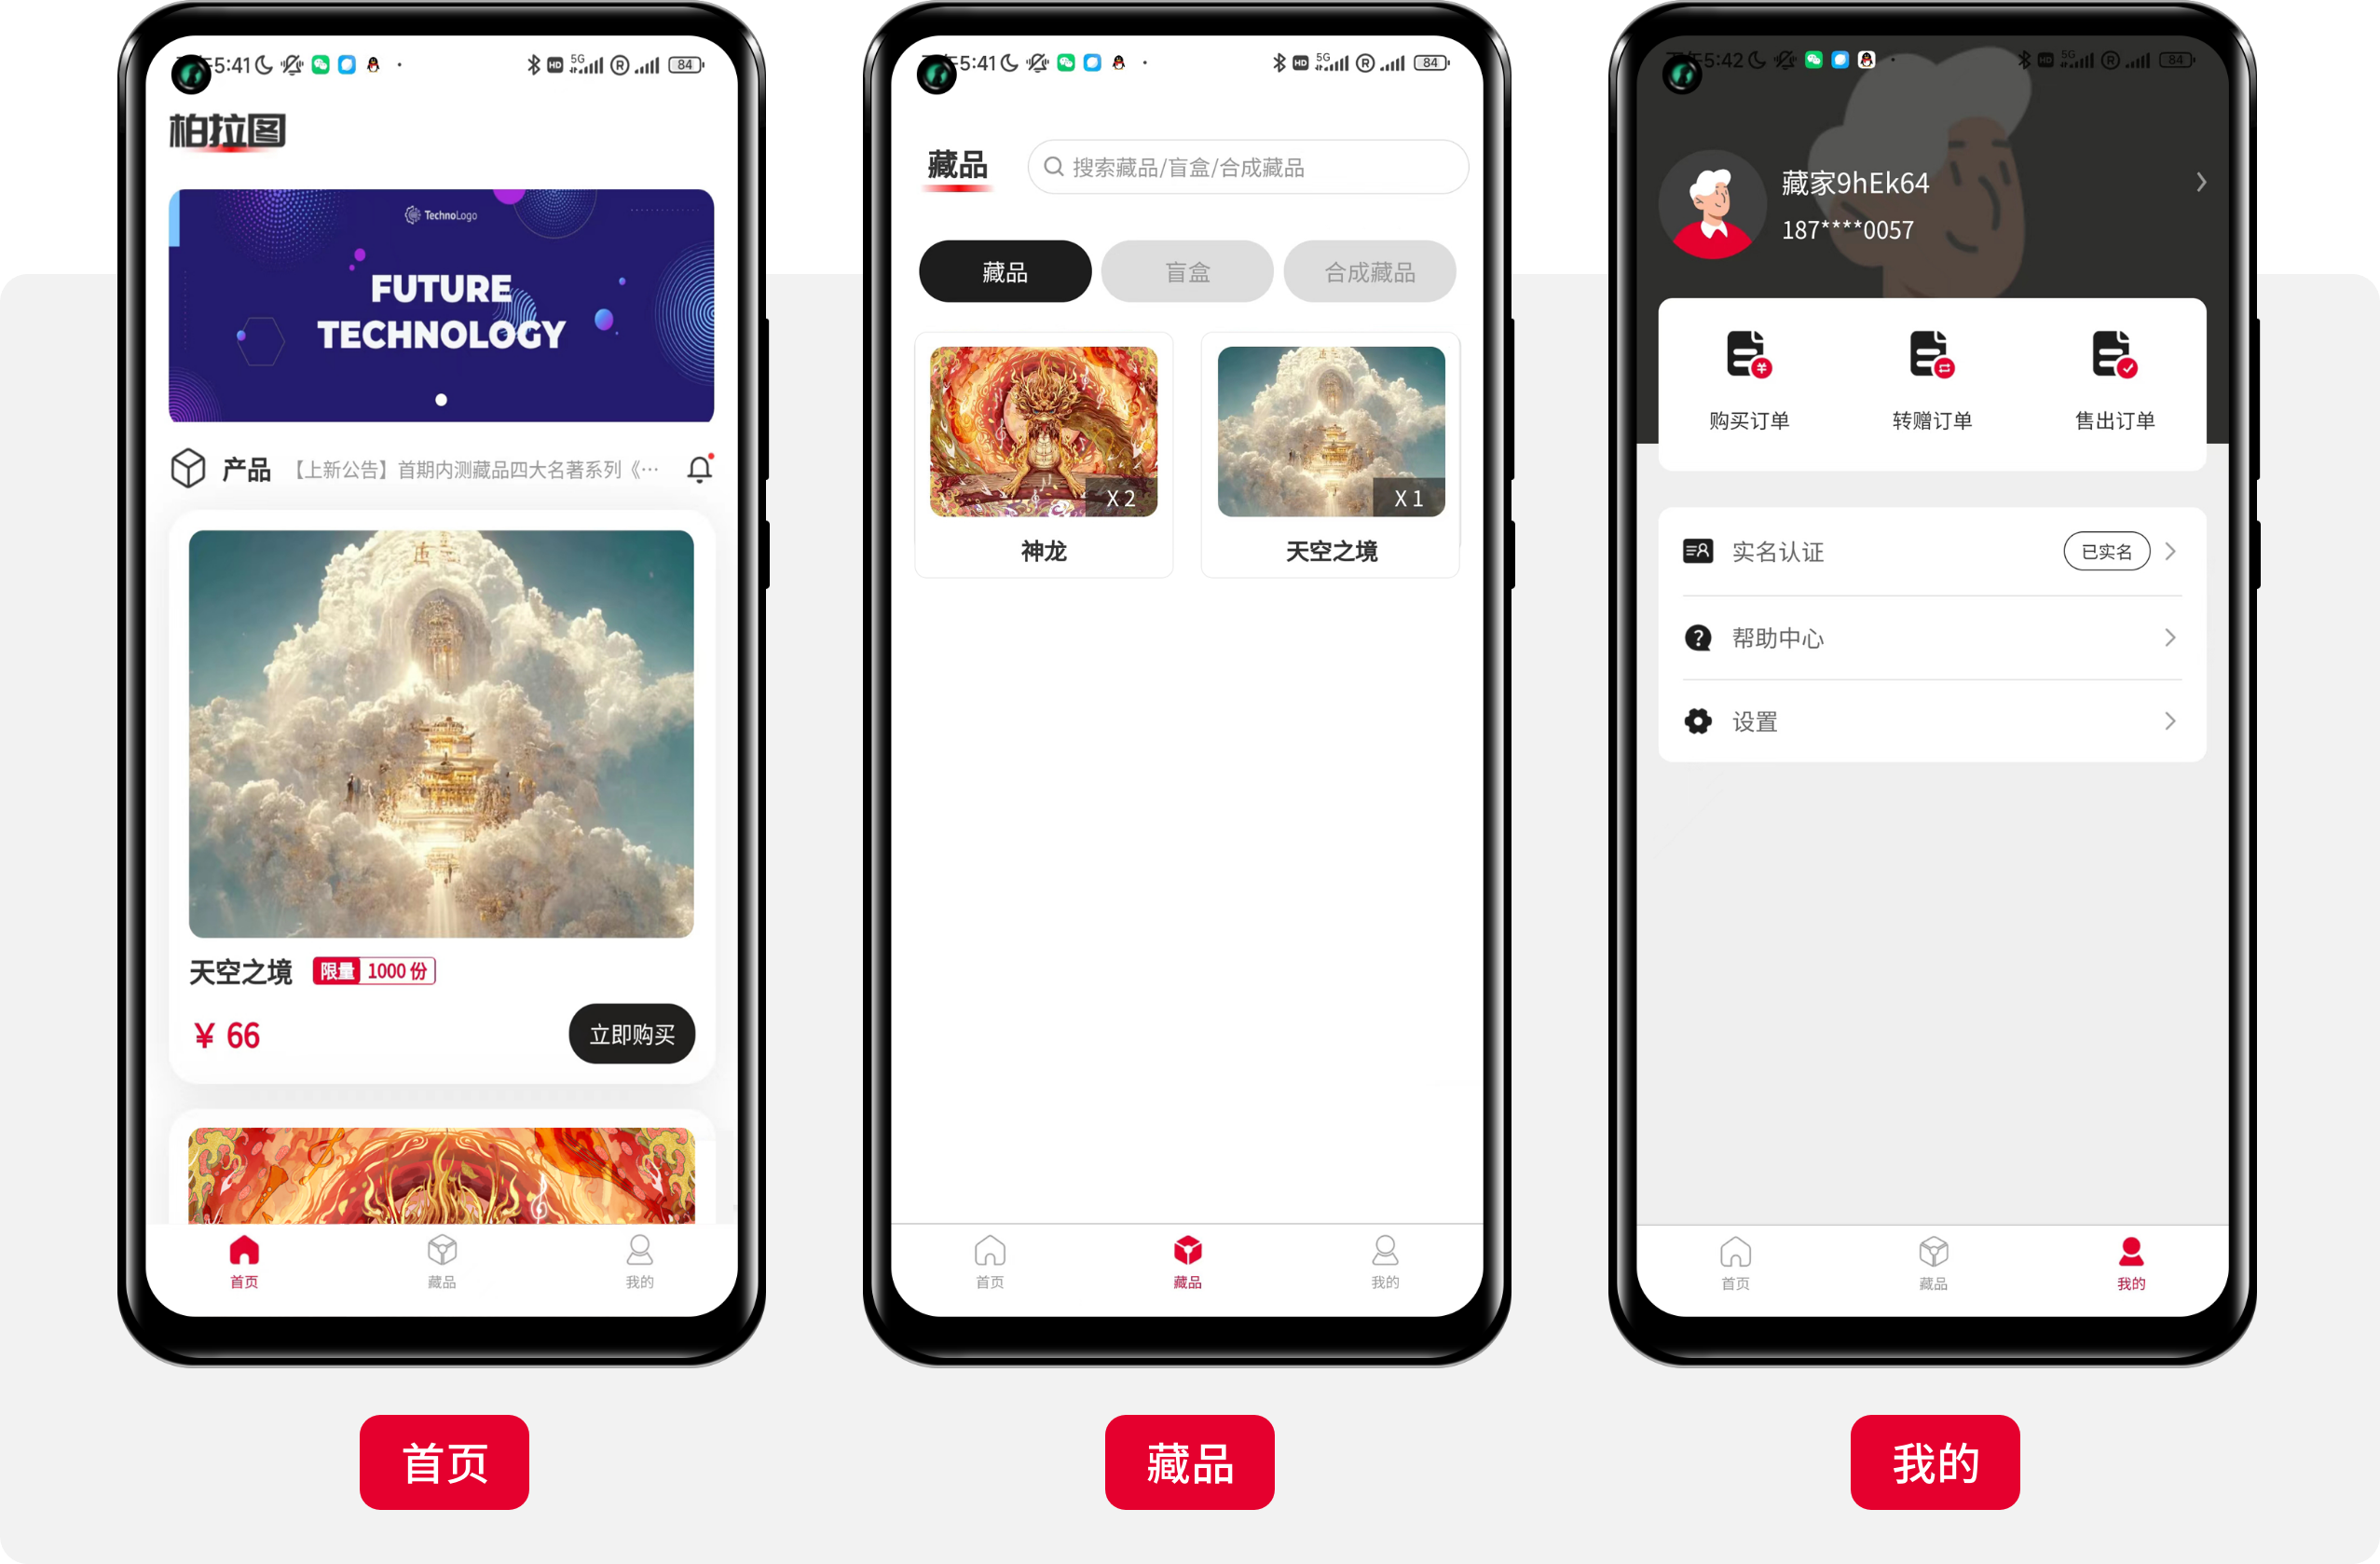 5:41
HD
5G
R
84
柏拉图
TechnoLogo
FUTURE
TECHNOLOGY
产品
【上新公告】首期内测藏品四大名著系列《…
天空之境
限量 1000 份
¥ 66
立即购买
首页
藏品
我的
首页
5:41
HD
5G
R
84
藏品
搜索藏品/盲盒/合成藏品
藏品
盲盒
合成藏品
X 2
X 1
神龙
天空之境
首页
藏品
我的
藏品
5:42
HD
5G
R
84
藏家9hEk64
187****0057
购买订单
转赠订单
售出订单
实名认证
已实名
帮助中心
设置
首页
藏品
我的
我的